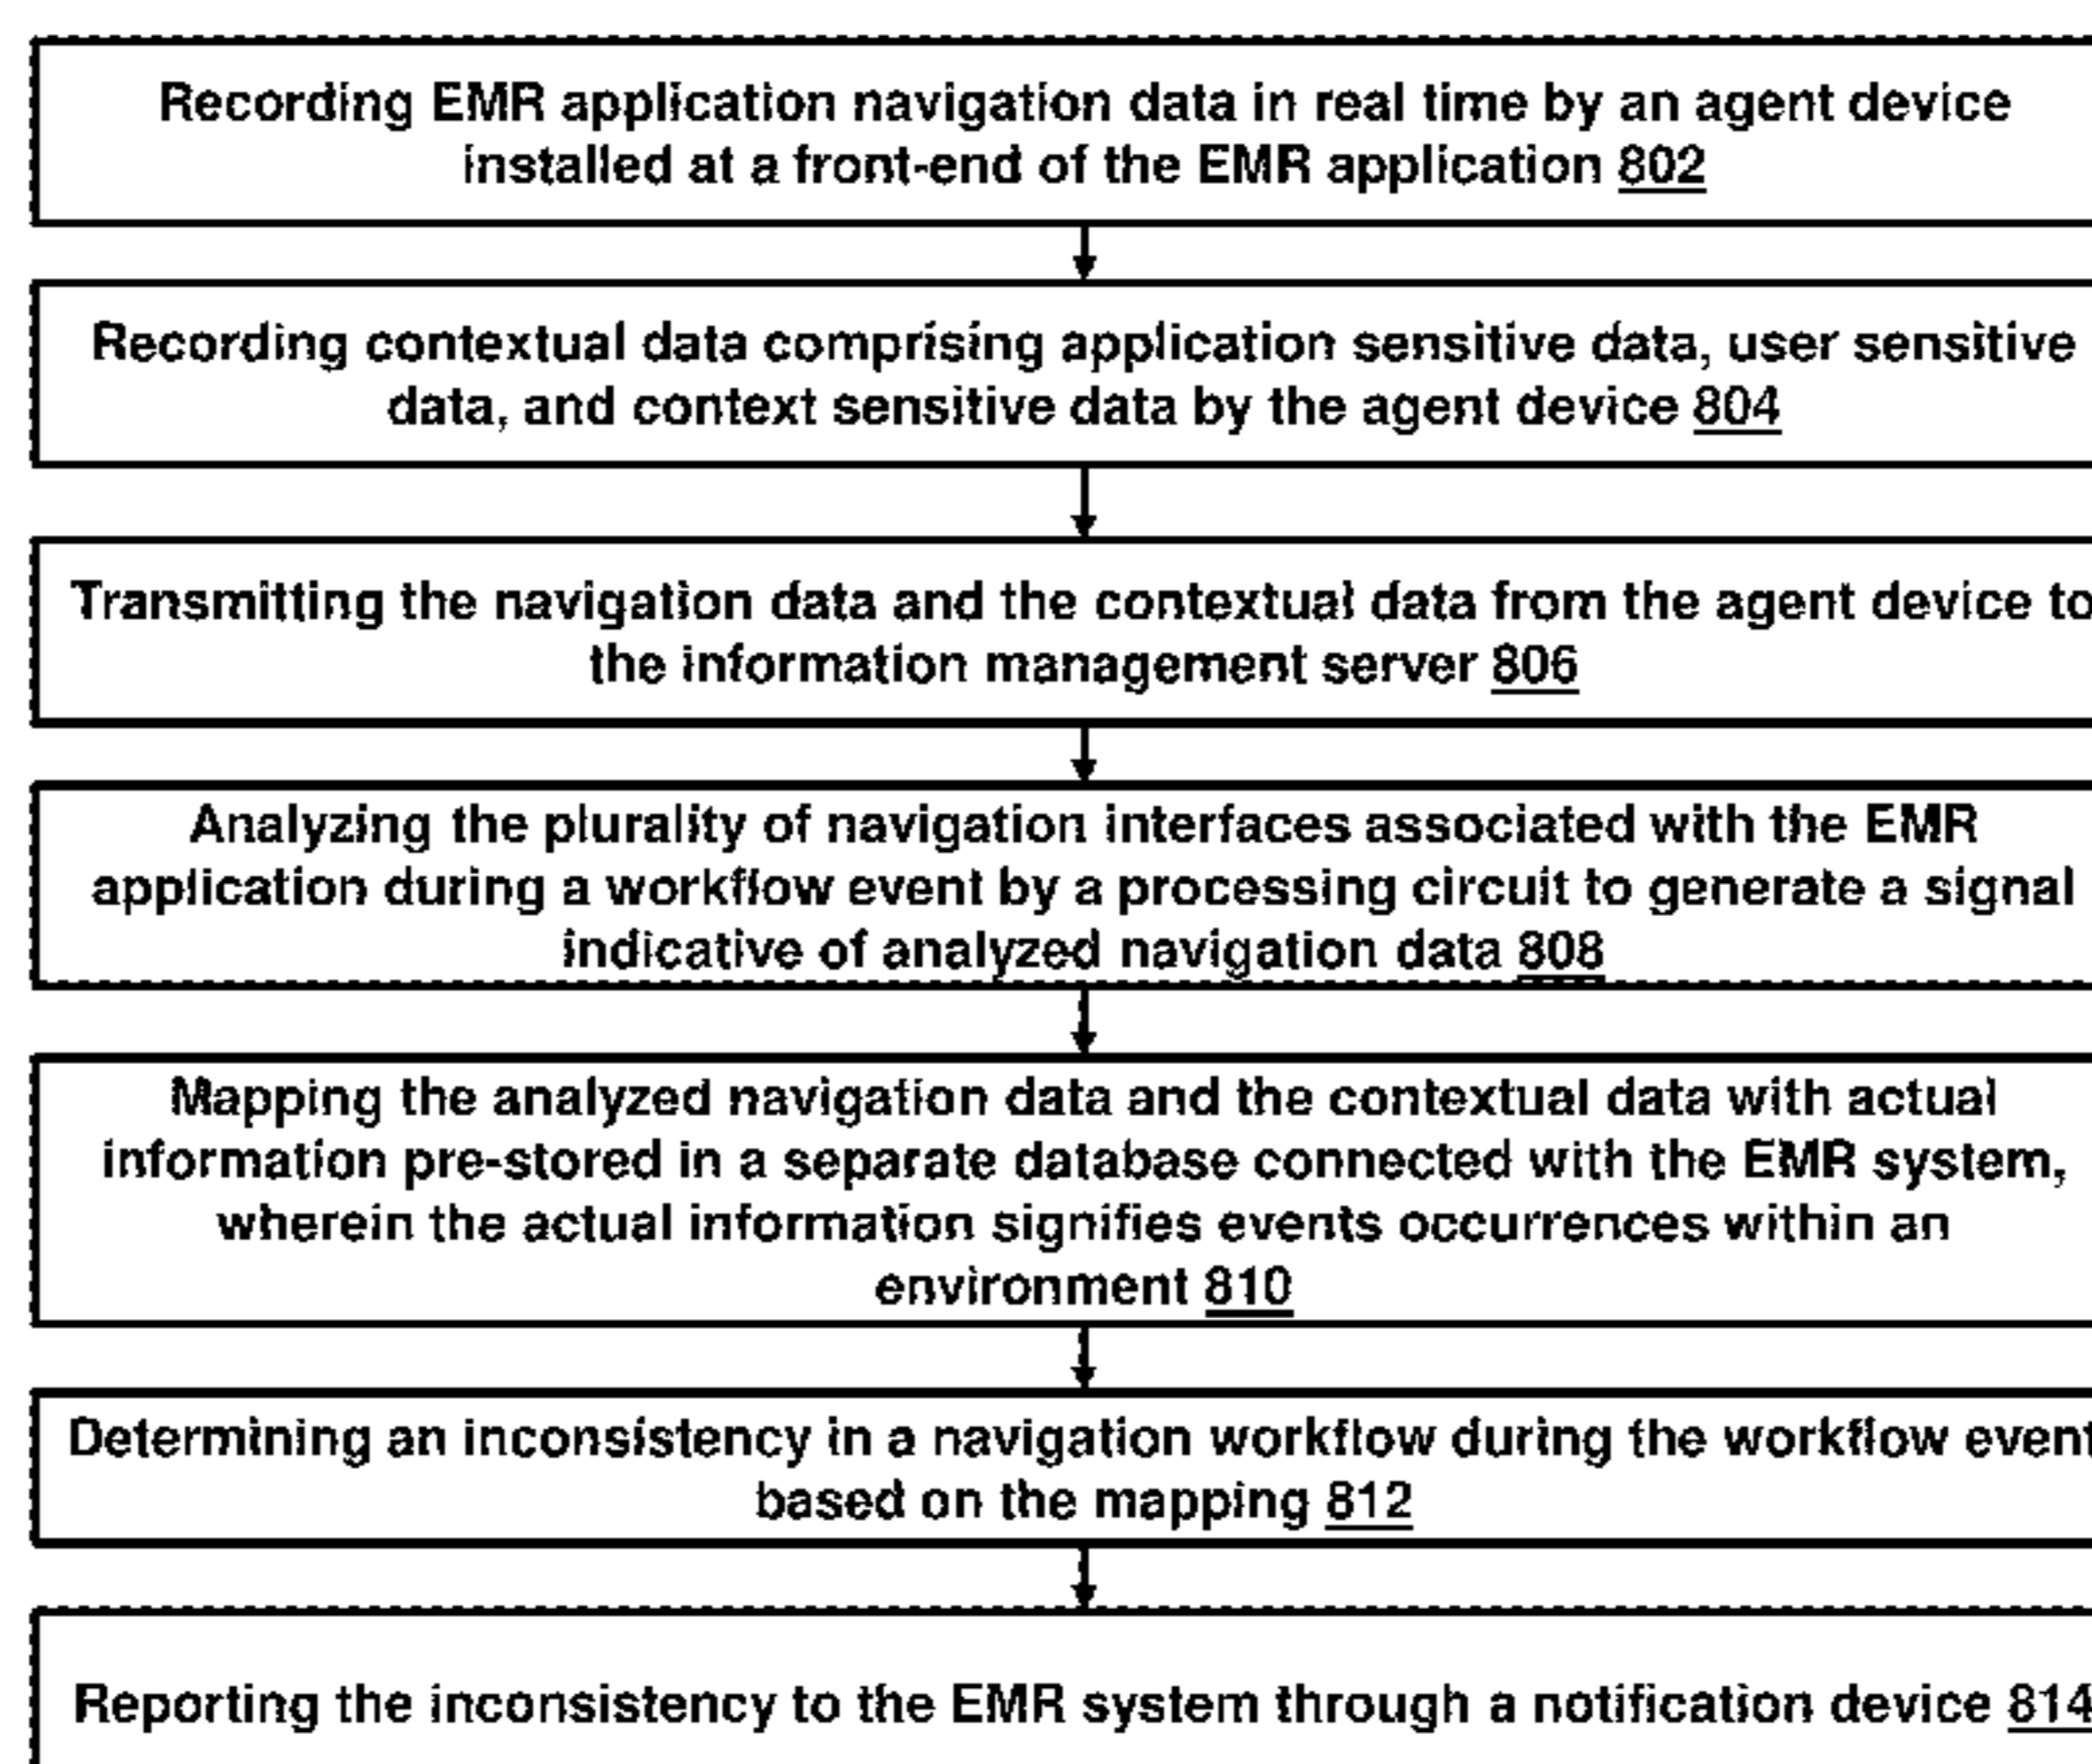 Recording EMR application navigation data in real time by an agent device
installed at a front-end of the EMR application 802
Recording contextual data comprising application sensitive data, user sensitive
data, and context sensitive data by the agent device 804
Transmitting the navigation data and the contextual data from the agent device to
the information management server 806
Analyzing the plurality of navigation interfaces associated with the EMR
application during a workflow event by a processing circuit to generate a signal
indicative of analyzed navigation data 808
Mapping the analyzed navigation data and the contextual data with actual
information pre-stored in a separate database connected with the EMR system,
wherein the actual information signifies events occurrences within an
environment 810
Determining an inconsistency in a navigation workflow during the workflow event
based on the mapping 812
Reporting the inconsistency to the EMR system through a notification device 814